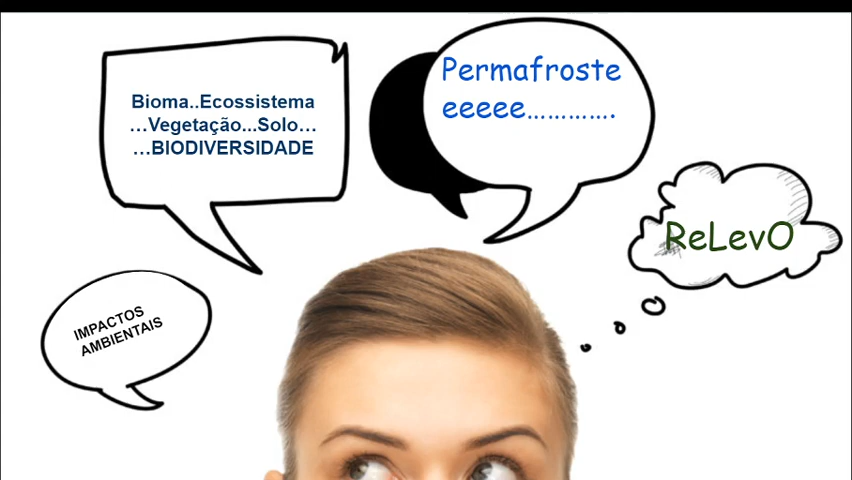 Bioma..Ecossistema
...Vegetação...Solo...
...BIODIVERSIDADE
Permafroste
eeeee.............
ReLevO
IMPACTOS
AMBIENTAIS